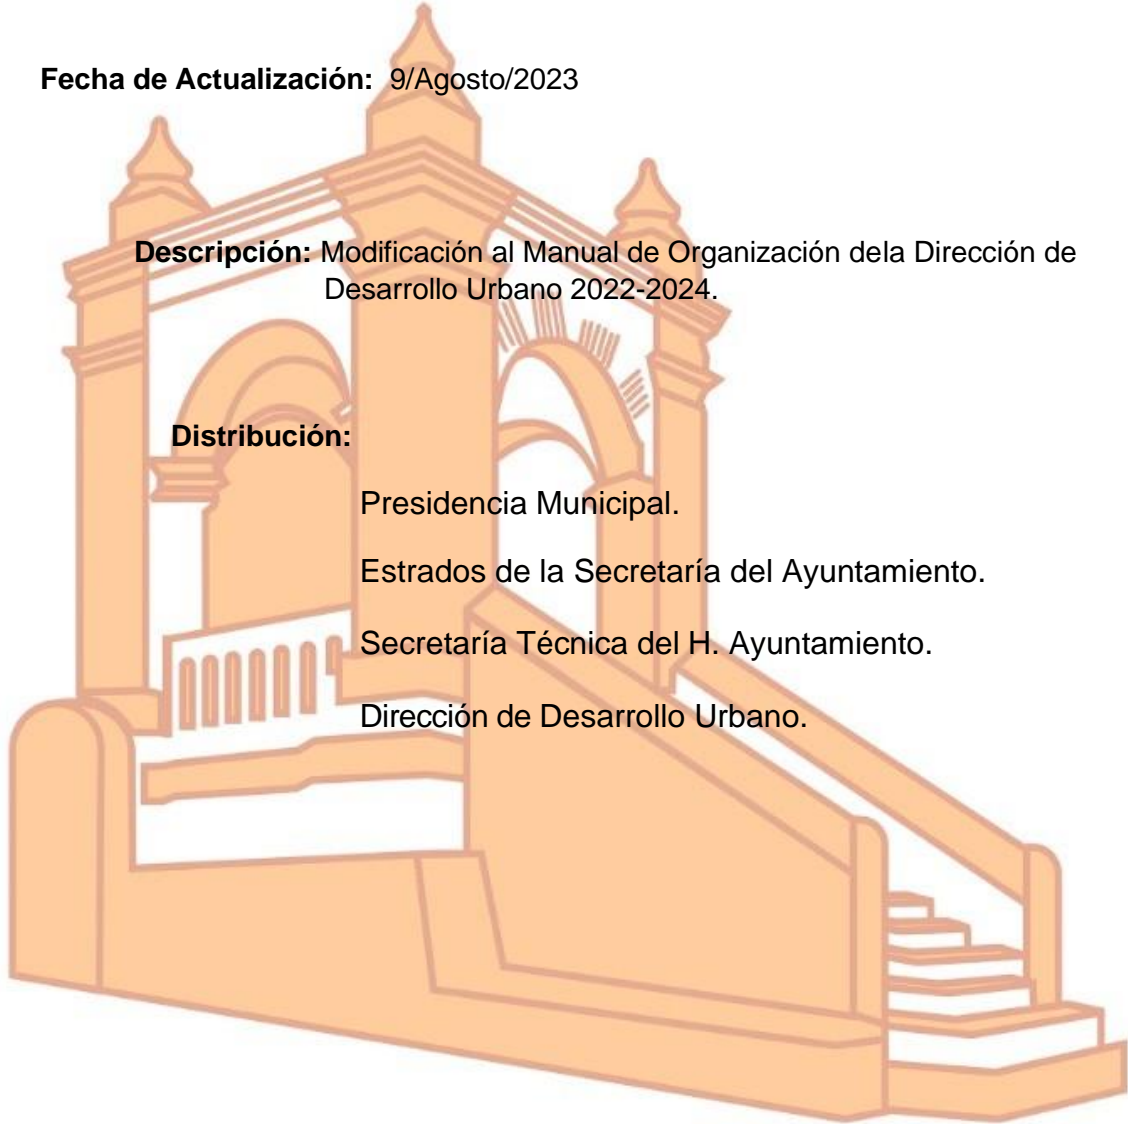 Fecha de Actualización: 9/Agosto/2023
Descripción: Modificación al Manual de Organización dela Dirección de
Desarrollo Urbano 2022-2024.
Distribución:
Presidencia Municipal.
Estrados de la Secretaría del Ayuntamiento.
Secretaría Técnica del H. Ayuntamiento.
Dirección de Desarrollo Urbano.